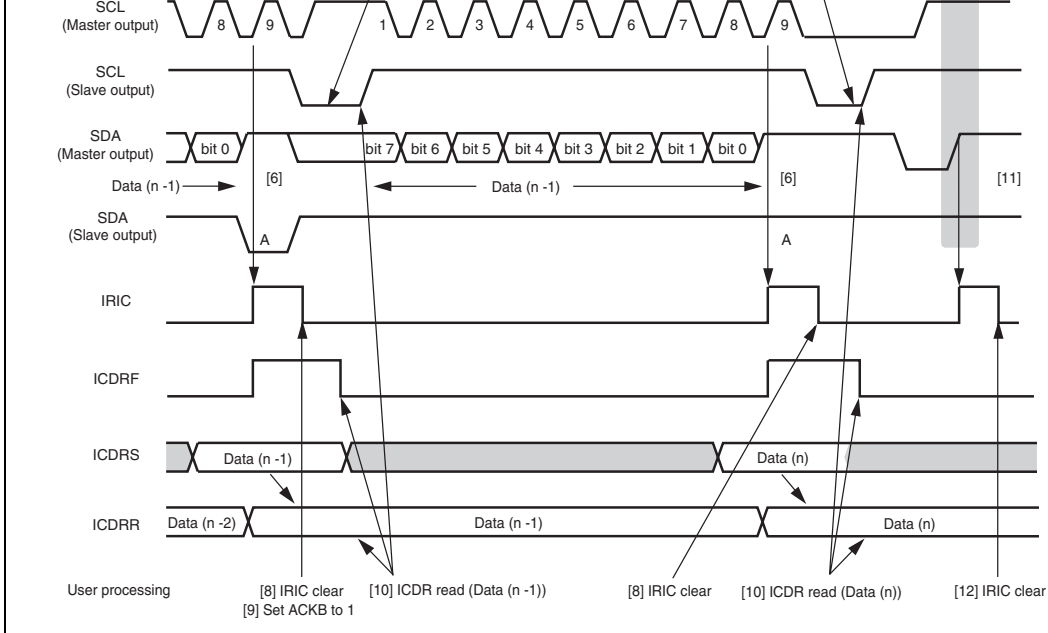 SCL
(Master output)
8 9 1 2 3 4 5 6 7 8 9
SCL
(Slave output)
SDA
(Master output)
bit 0 bit 7 bit 6 bit 5 bit 4 bit 3 bit 2 bit 1 bit 0
Data (n -1) [6] Data (n -1) [6] [11]
SDA
(Slave output)
A A
IRIC
ICDRF
ICDRS Data (n -1) Data (n)
ICDRR Data (n -2) Data (n -1) Data (n)
User processing [8] IRIC clear [10] ICDR read (Data (n -1)) [8] IRIC clear [10] ICDR read (Data (n)) [12] IRIC clear
[9] Set ACKB to 1